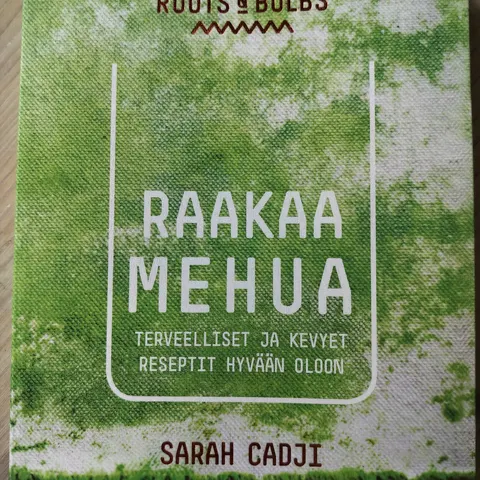 ROOTS & BULBS
RAAKAA
MEHUA
TERVEELLISET JA KEVYET
RESEPTIT HYVÄÄN OLOON
SARAH CADJI